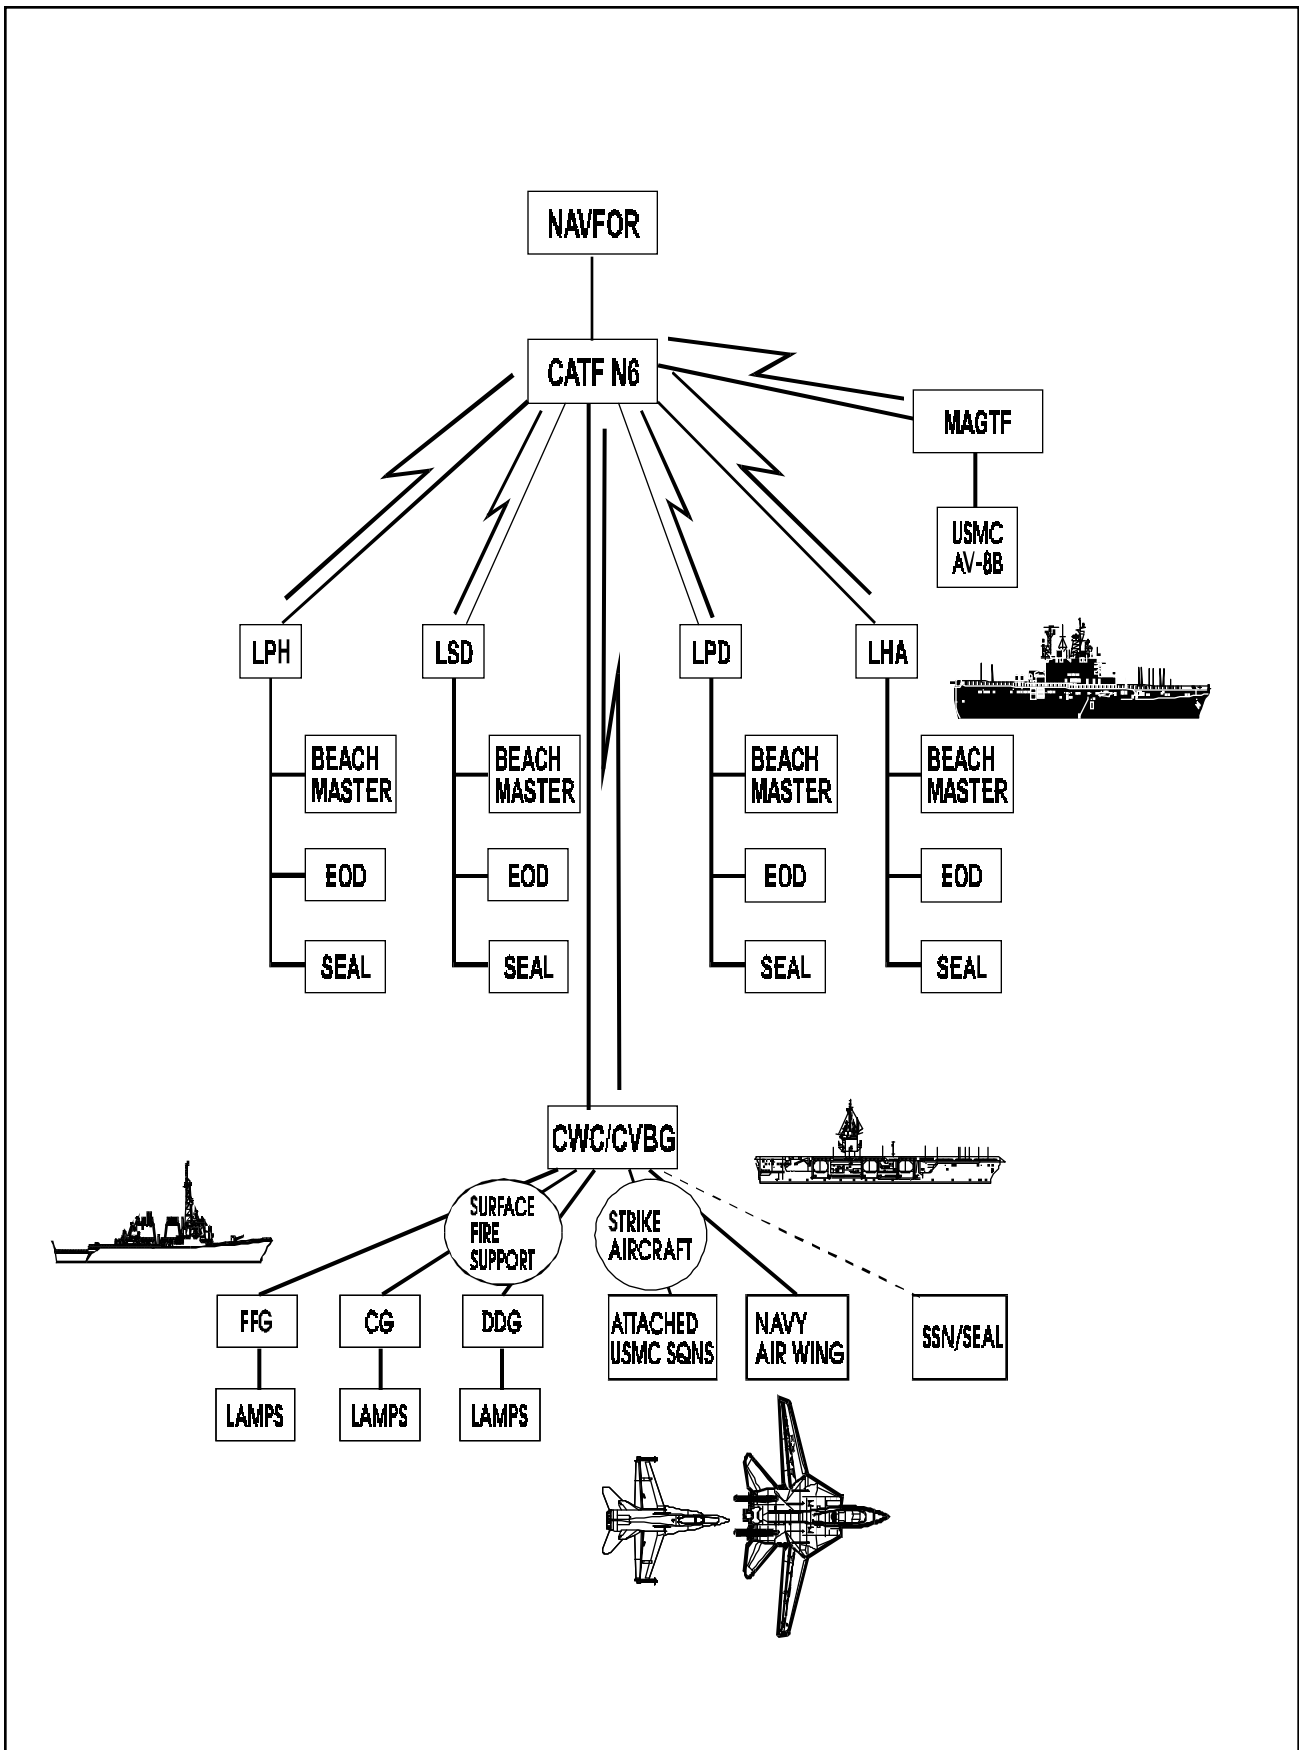 NAVFOR
CATF N6
MAGTF
USMC
AV-8B
LPH
LSD
LPD
LHA
BEACH
MASTER
BEACH
MASTER
BEACH
MASTER
BEACH
MASTER
EOD
EOD
EOD
EOD
SEAL
SEAL
SEAL
SEAL
CWC/CVBG
SURFACE
FIRE
SUPPORT
STRIKE
AIRCRAFT
FFG
CG
DDG
ATTACHED
USMC SQNS
NAVY
AIR WING
SSN/SEAL
LAMPS
LAMPS
LAMPS